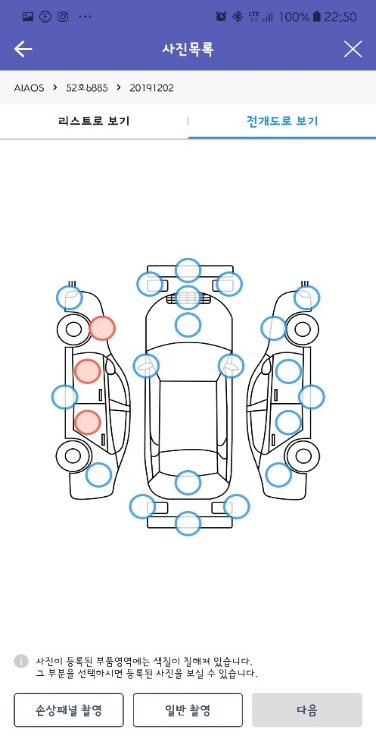 LTE 100% 22:50
사진목록
AIAOS > 52호6885 > 20191202
리스트로 보기 | 전개도로 보기
사진이 등록된 부품영역에는 색칠이 칠해져 있습니다.
그 부분을 선택하시면 등록된 사진을 보실 수 있습니다.
손상패널 촬영 일반 촬영 다음